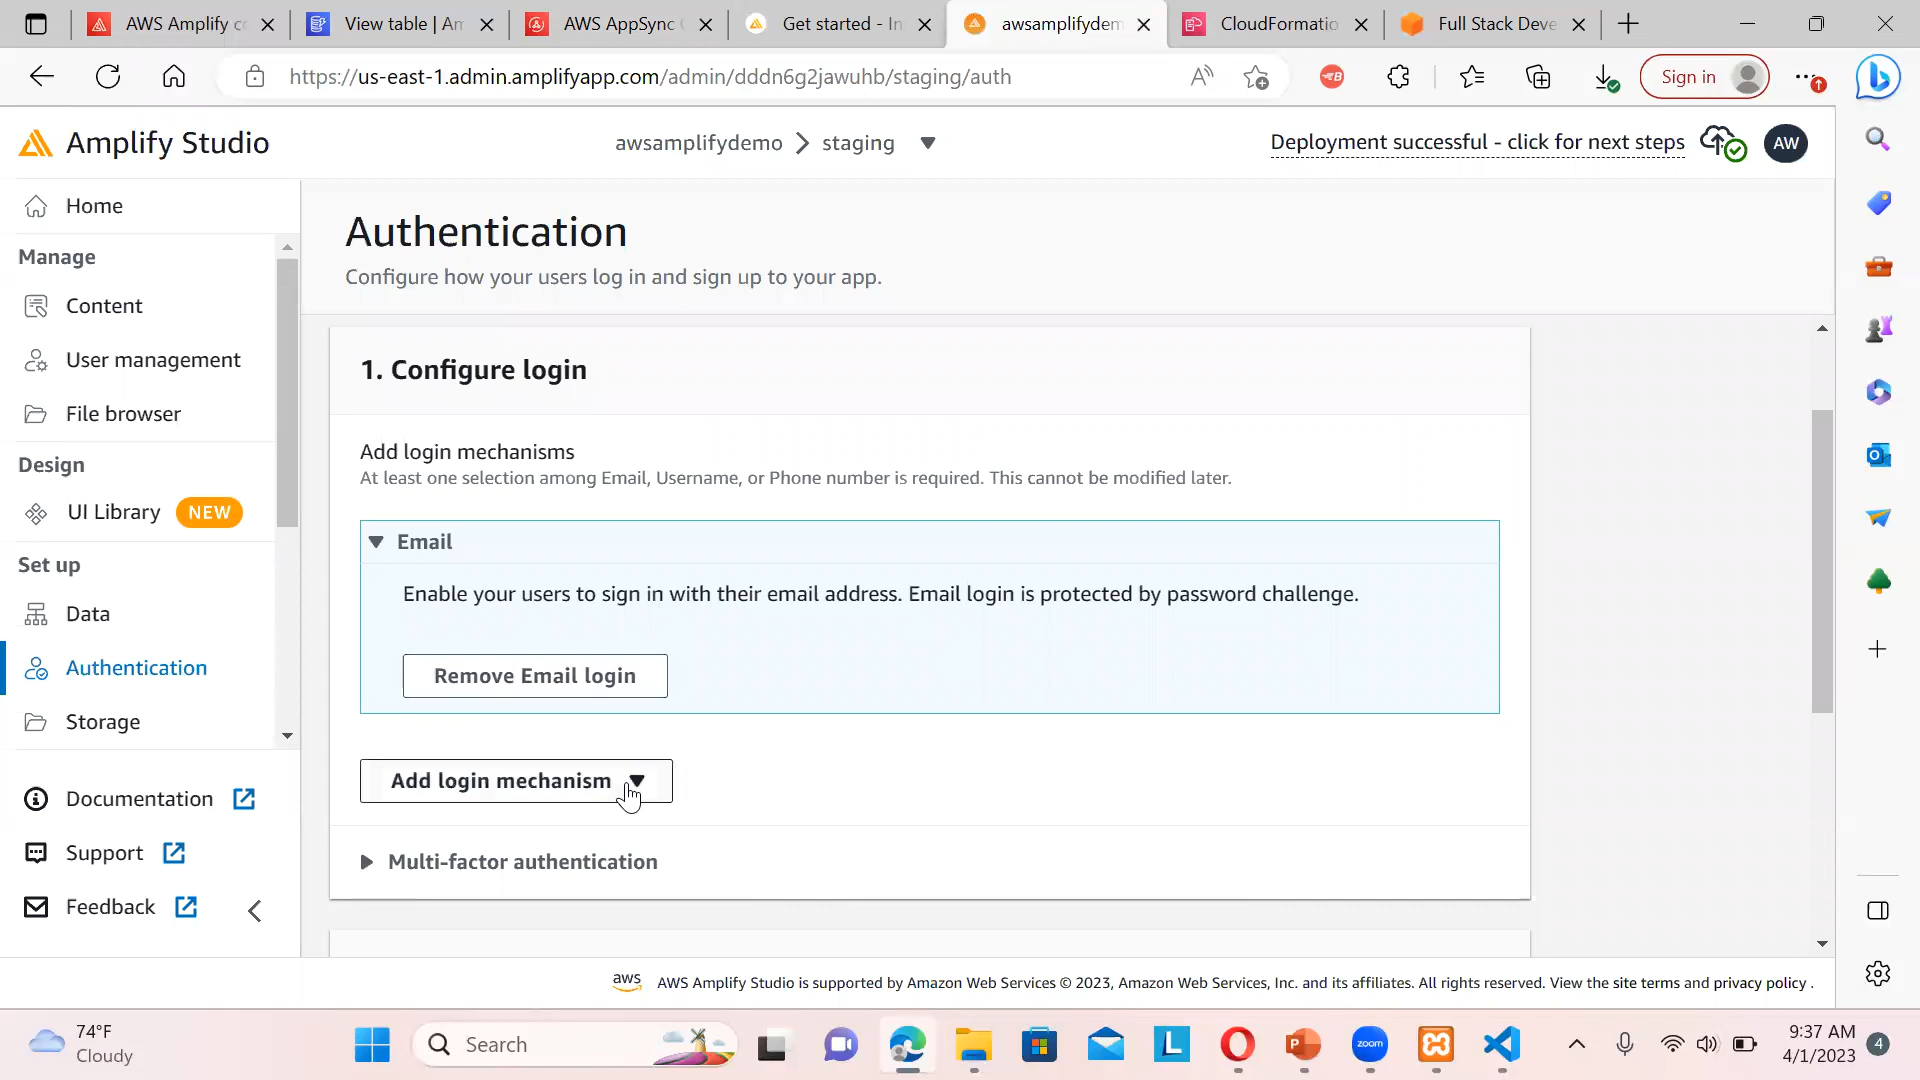 AWS Amplify co
View table | Am
AWS AppSync
Get started - In
awsamplifydem
CloudFormatio
Full Stack Deve
https://us-east-1.admin.amplifyapp.com/admin/dddn6g2jawuhb/staging/auth
Sign in
Amplify Studio
awsamplifydemo
staging
Deployment successful - click for next steps
AW
Home
Manage
Content
User management
File browser
Design
UI Library
NEW
Set up
Data
Authentication
Storage
Documentation
Support
Feedback
Authentication
Configure how your users log in and sign up to your app.
1. Configure login
Add login mechanisms
At least one selection among Email, Username, or Phone number is required. This cannot be modified later.
Email
Enable your users to sign in with their email address. Email login is protected by password challenge.
Remove Email login
Add login mechanism
Multi-factor authentication
aws
AWS Amplify Studio is supported by Amazon Web Services © 2023, Amazon Web Services, Inc. and its affiliates. All rights reserved. View the site terms and privacy policy .
74°F
Cloudy
Search
zoom
9:37 AM
4/1/2023
4